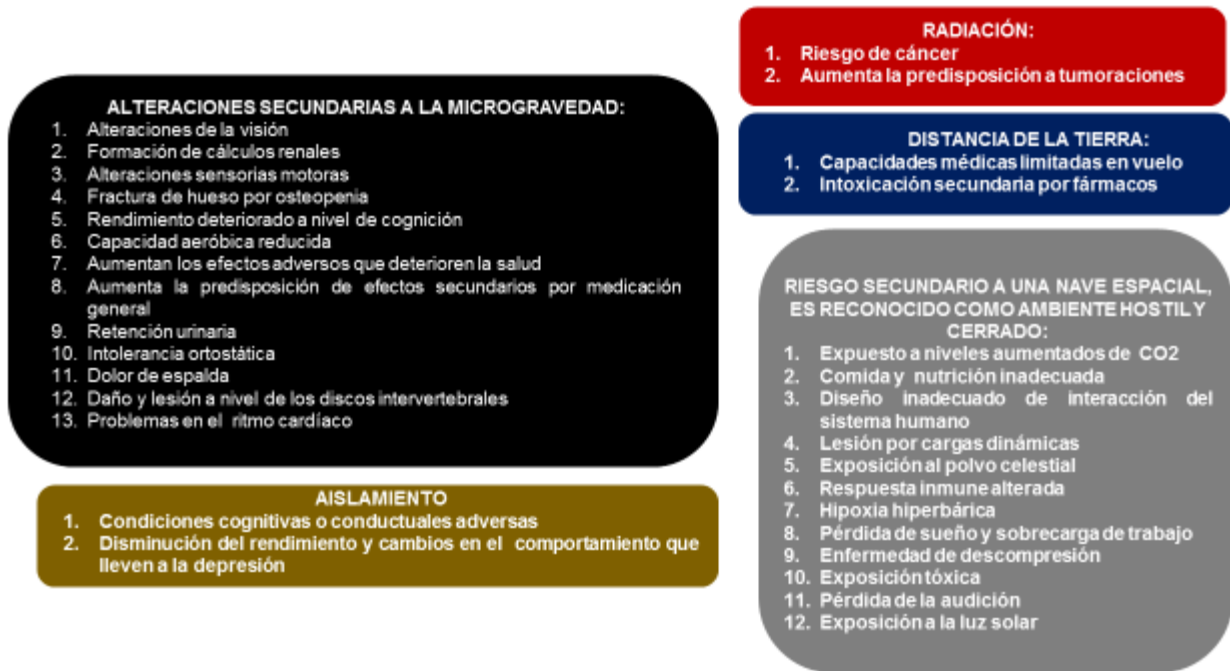 ALTERACIONES SECUNDARIAS A LA MICROGRAVEDAD:
1. Alteraciones de la visión
2. Formación de cálculos renales
3. Alteraciones sensorias motoras
4. Fractura de hueso por osteopenia
5. Rendimiento deteriorado a nivel de cognición
6. Capacidad aeróbica reducida
7. Aumentan los efectos adversos que deterioren la salud
8. Aumenta la predisposición de efectos secundarios por medicación
general
9. Retención urinaria
10. Intolerancia ortostática
11. Dolor de espalda
12. Daño y lesión a nivel de los discos intervertebrales
13. Problemas en el ritmo cardíaco
AISLAMIENTO
1. Condiciones cognitivas o conductuales adversas
2. Disminución del rendimiento y cambios en el comportamiento que
lleven a la depresión
RADIACIÓN:
1. Riesgo de cáncer
2. Aumenta la predisposición a tumoraciones
DISTANCIA DE LA TIERRA:
1. Capacidades médicas limitadas en vuelo
2. Intoxicación secundaria por fármacos
RIESGO SECUNDARIO A UNA NAVE ESPACIAL,
ES RECONOCIDO COMO AMBIENTE HOSTIL Y
CERRADO:
1. Expuesto a niveles aumentados de CO2
2. Comida y nutrición inadecuada
3. Diseño inadecuado de interacción del
sistema humano
4. Lesión por cargas dinámicas
5. Exposición al polvo celestial
6. Respuesta inmune alterada
7. Hipoxia hiperbárica
8. Pérdida de sueño y sobrecarga de trabajo
9. Enfermedad de descompresión
10. Exposición tóxica
11. Pérdida de la audición
12. Exposición a la luz solar